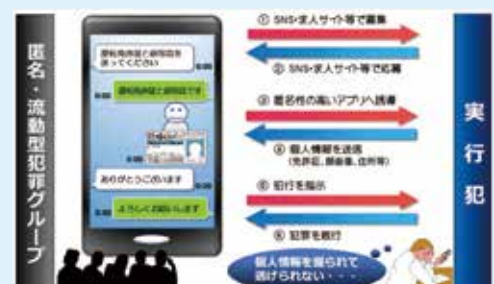 匿名・流動型犯罪グループ
運転免許証と顔写真を
送ってください
運転免許証と顔写真です
ありがとうございます
よろしくお願いします
① SNS・求人サイト等で募集
② SNS・求人サイト等で応募
③ 匿名性の高いアプリへ誘導
④ 個人情報を送信
(免許証、顔画像、住所等)
⑤ 犯行を指示
⑥ 犯罪を敢行
個人情報を握られて
逃げられない・・・
実行犯